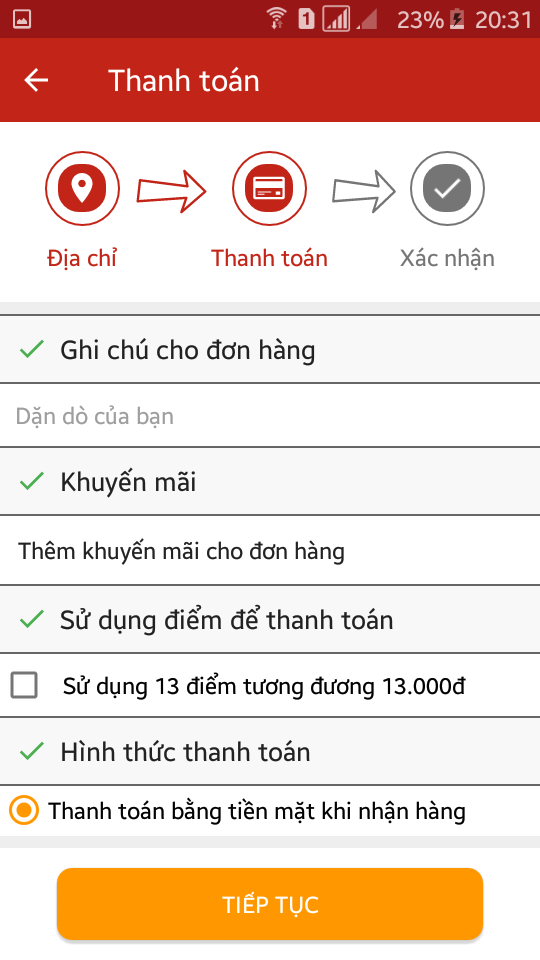 1 23% 20:31
Thanh toán
Địa chỉ Thanh toán Xác nhận
Ghi chú cho đơn hàng
Dặn dò của bạn
Khuyến mãi
Thêm khuyến mãi cho đơn hàng
Sử dụng điểm để thanh toán
Sử dụng 13 điểm tương đương 13.000đ
Hình thức thanh toán
Thanh toán bằng tiền mặt khi nhận hàng
TIẾP TỤC